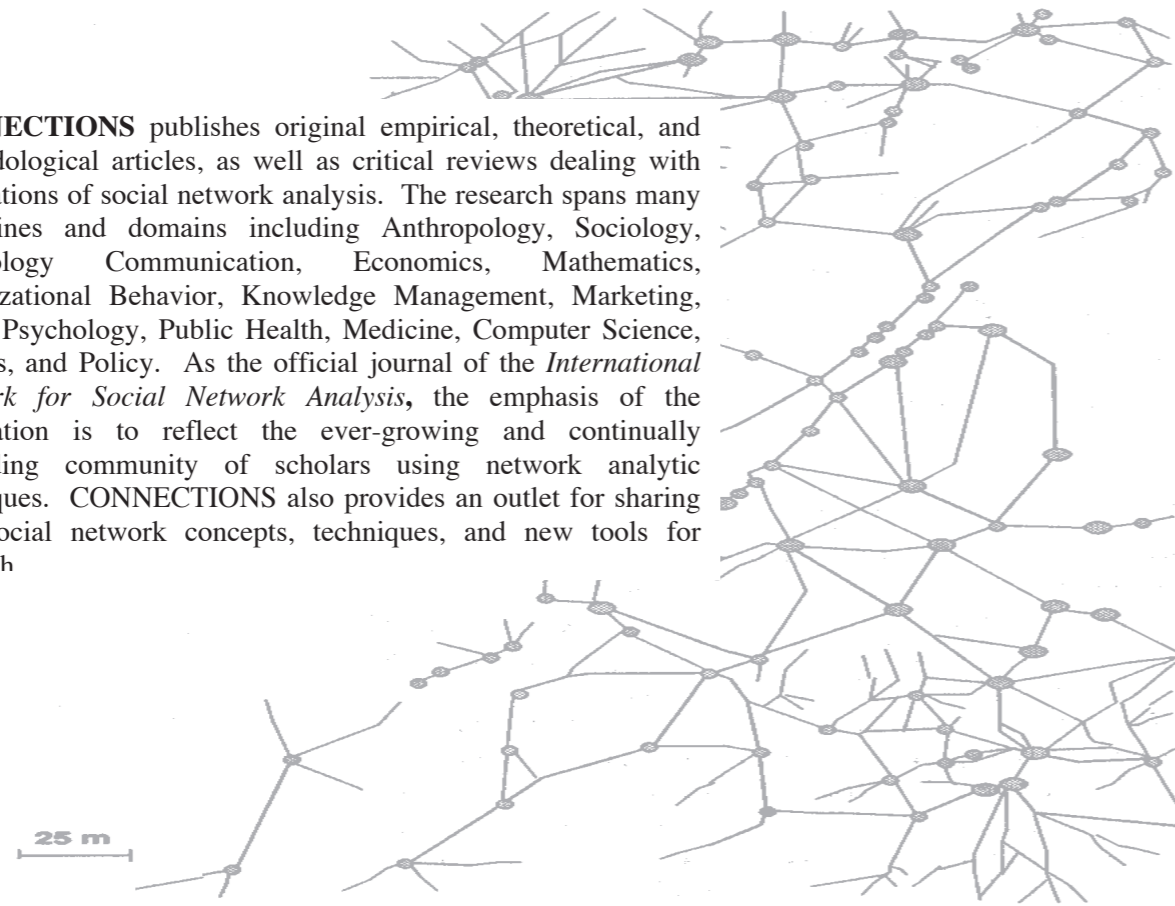 NECTIONS publishes original empirical, theoretical, and
dological articles, as well as critical reviews dealing with
ations of social network analysis. The research spans many
ines and domains including Anthropology, Sociology,
ology Communication, Economics, Mathematics,
zational Behavior, Knowledge Management, Marketing,
Psychology, Public Health, Medicine, Computer Science,
s, and Policy. As the official journal of the International
rk for Social Network Analysis, the emphasis of the
ation is to reflect the ever-growing and continually
ding community of scholars using network analytic
ques. CONNECTIONS also provides an outlet for sharing
ocial network concepts, techniques, and new tools for
h
25 m